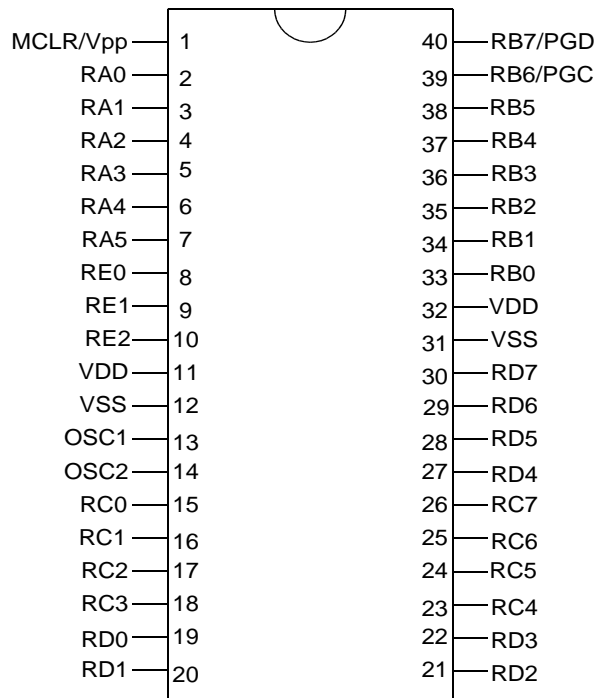 MCLR/Vpp 1 40 RB7/PGD
RA0 2 39 RB6/PGC
RA1 3 38 RB5
RA2 4 37 RB4
RA3 5 36 RB3
RA4 6 35 RB2
RA5 7 34 RB1
RE0 8 33 RB0
RE1 9 32 VDD
RE2 10 31 VSS
VDD 11 30 RD7
VSS 12 29 RD6
OSC1 13 28 RD5
OSC2 14 27 RD4
RC0 15 26 RC7
RC1 16 25 RC6
RC2 17 24 RC5
RC3 18 23 RC4
RD0 19 22 RD3
RD1 20 21 RD2